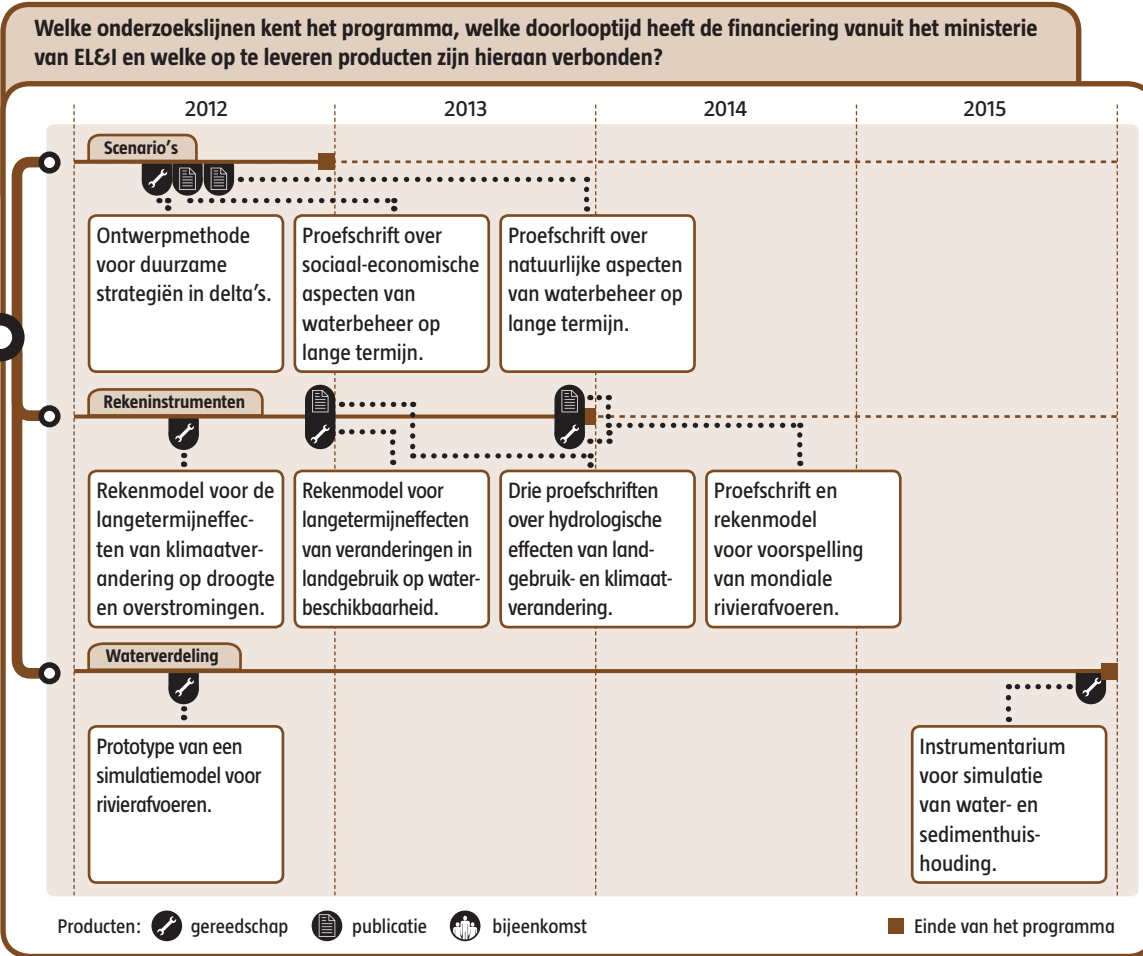 Welke onderzoekslijnen kent het programma, welke doorlooptijd heeft de financiering vanuit het ministerie
van EL&I en welke op te leveren producten zijn hieraan verbonden?
2012
2013
2014
2015
Scenario's
Ontwerpmethode
voor duurzame
strategiën in delta's.
Proefschrift over
sociaal-economische
aspecten van
waterbeheer op
lange termijn.
Proefschrift over
natuurlijke aspecten
van waterbeheer op
lange termijn.
Rekeninstrumenten
Rekenmodel voor de
langetermijneffec-
ten van klimaatver-
andering op droogte
en overstromingen.
Rekenmodel voor
langetermijneffecten
van veranderingen in
landgebruik op water-
beschikbaarheid.
Drie proefschriften
over hydrologische
effecten van land-
gebruik- en klimaat-
verandering.
Proefschrift en
rekenmodel
voor voorspelling
van mondiale
rivierafvoeren.
Waterverdeling
Prototype van een
simulatiemodel voor
rivierafvoeren.
Instrumentarium
voor simulatie
van water- en
sedimenthuis-
houding.
Producten:
gereedschap
publicatie
bijeenkomst
Einde van het programma